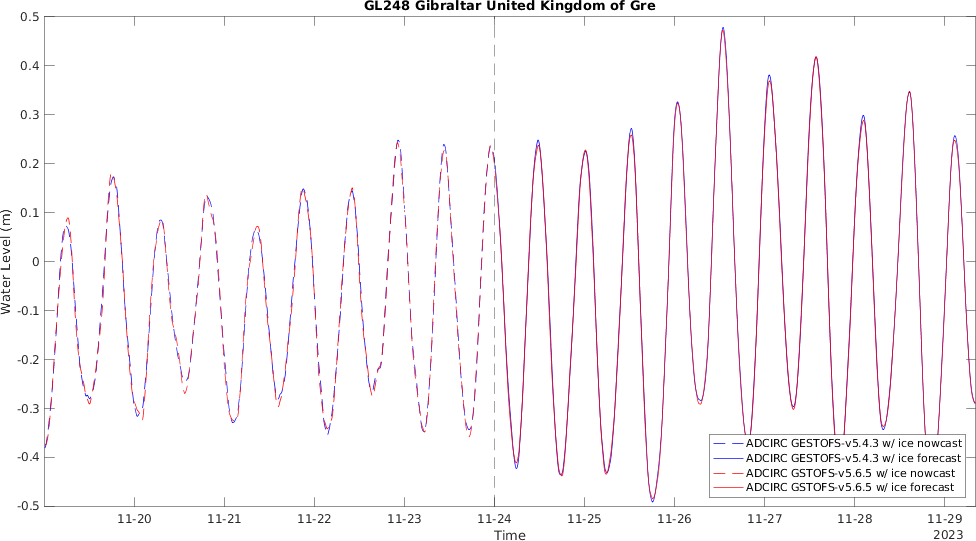 GL248 Gibraltar United Kingdom of Gre
Water Level (m)
0.5
0.4
0.3
0.2
0.1
0
-0.1
-0.2
-0.3
-0.4
-0.5
ADCIRC GESTOFS-v5.4.3 w/ ice nowcast
ADCIRC GESTOFS-v5.4.3 w/ ice forecast
ADCIRC GSTOFS-v5.6.5 w/ ice nowcast
ADCIRC GSTOFS-v5.6.5 w/ ice forecast
11-20 11-21 11-22 11-23 11-24 11-25 11-26 11-27 11-28 11-29
Time 2023